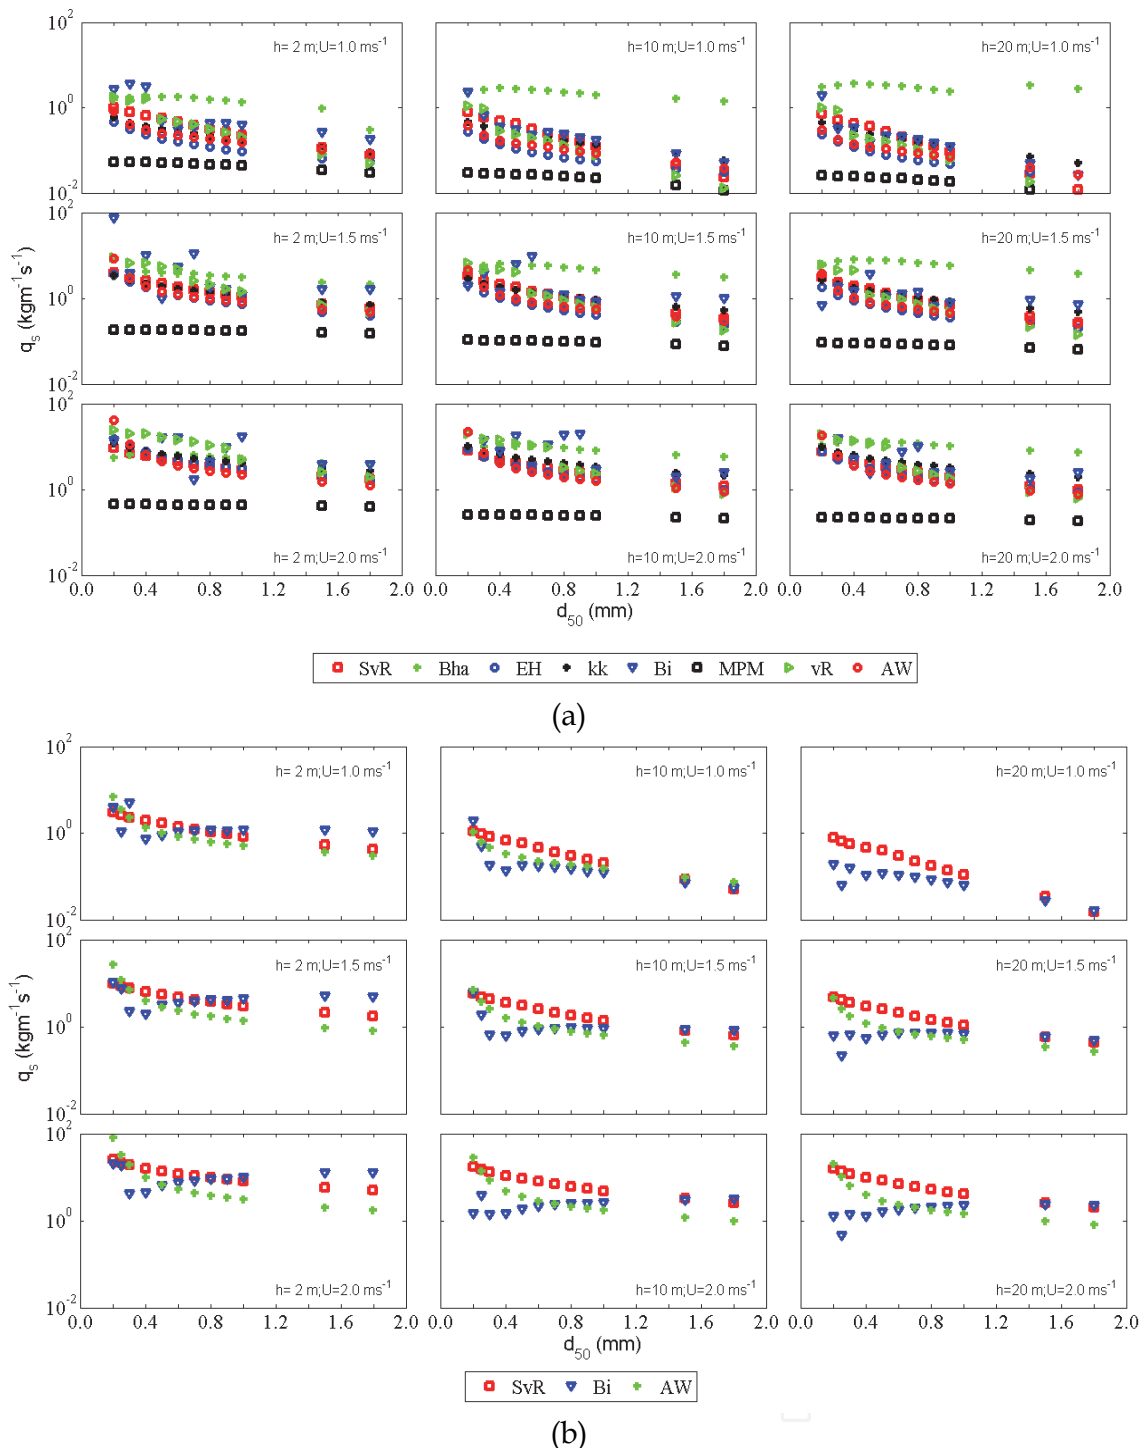 10²
h= 2 m;U=1.0 ms⁻¹
h=10 m;U=1.0 ms⁻¹
h=20 m;U=1.0 ms⁻¹
10⁰
10⁻²
10²
h= 2 m;U=1.5 ms⁻¹
h=10 m;U=1.5 ms⁻¹
h=20 m;U=1.5 ms⁻¹
10⁰
qₛ (kgm⁻¹s⁻¹)
10⁻²
10²
10⁰
h= 2 m;U=2.0 ms⁻¹
h=10 m;U=2.0 ms⁻¹
h=20 m;U=2.0 ms⁻¹
10⁻²
0.0 0.4 0.8 1.2 1.6 2.0 0.4 0.8 1.2 1.6 2.0 0.4 0.8 1.2 1.6 2.0
d₅₀ (mm)
SvR Bha EH kk Bi MPM vR AW
(a)
10²
h= 2 m;U=1.0 ms⁻¹
h=10 m;U=1.0 ms⁻¹
h=20 m;U=1.0 ms⁻¹
10⁰
10⁻²
10²
h= 2 m;U=1.5 ms⁻¹
h=10 m;U=1.5 ms⁻¹
h=20 m;U=1.5 ms⁻¹
10⁰
qₛ (kgm⁻¹s⁻¹)
10⁻²
10²
10⁰
h= 2 m;U=2.0 ms⁻¹
h=10 m;U=2.0 ms⁻¹
h=20 m;U=2.0 ms⁻¹
10⁻²
0.0 0.4 0.8 1.2 1.6 2.0 0.0 0.4 0.8 1.2 1.6 2.0 0.0 0.4 0.8 1.2 1.6 2.0
d₅₀ (mm)
SvR Bi AW
(b)